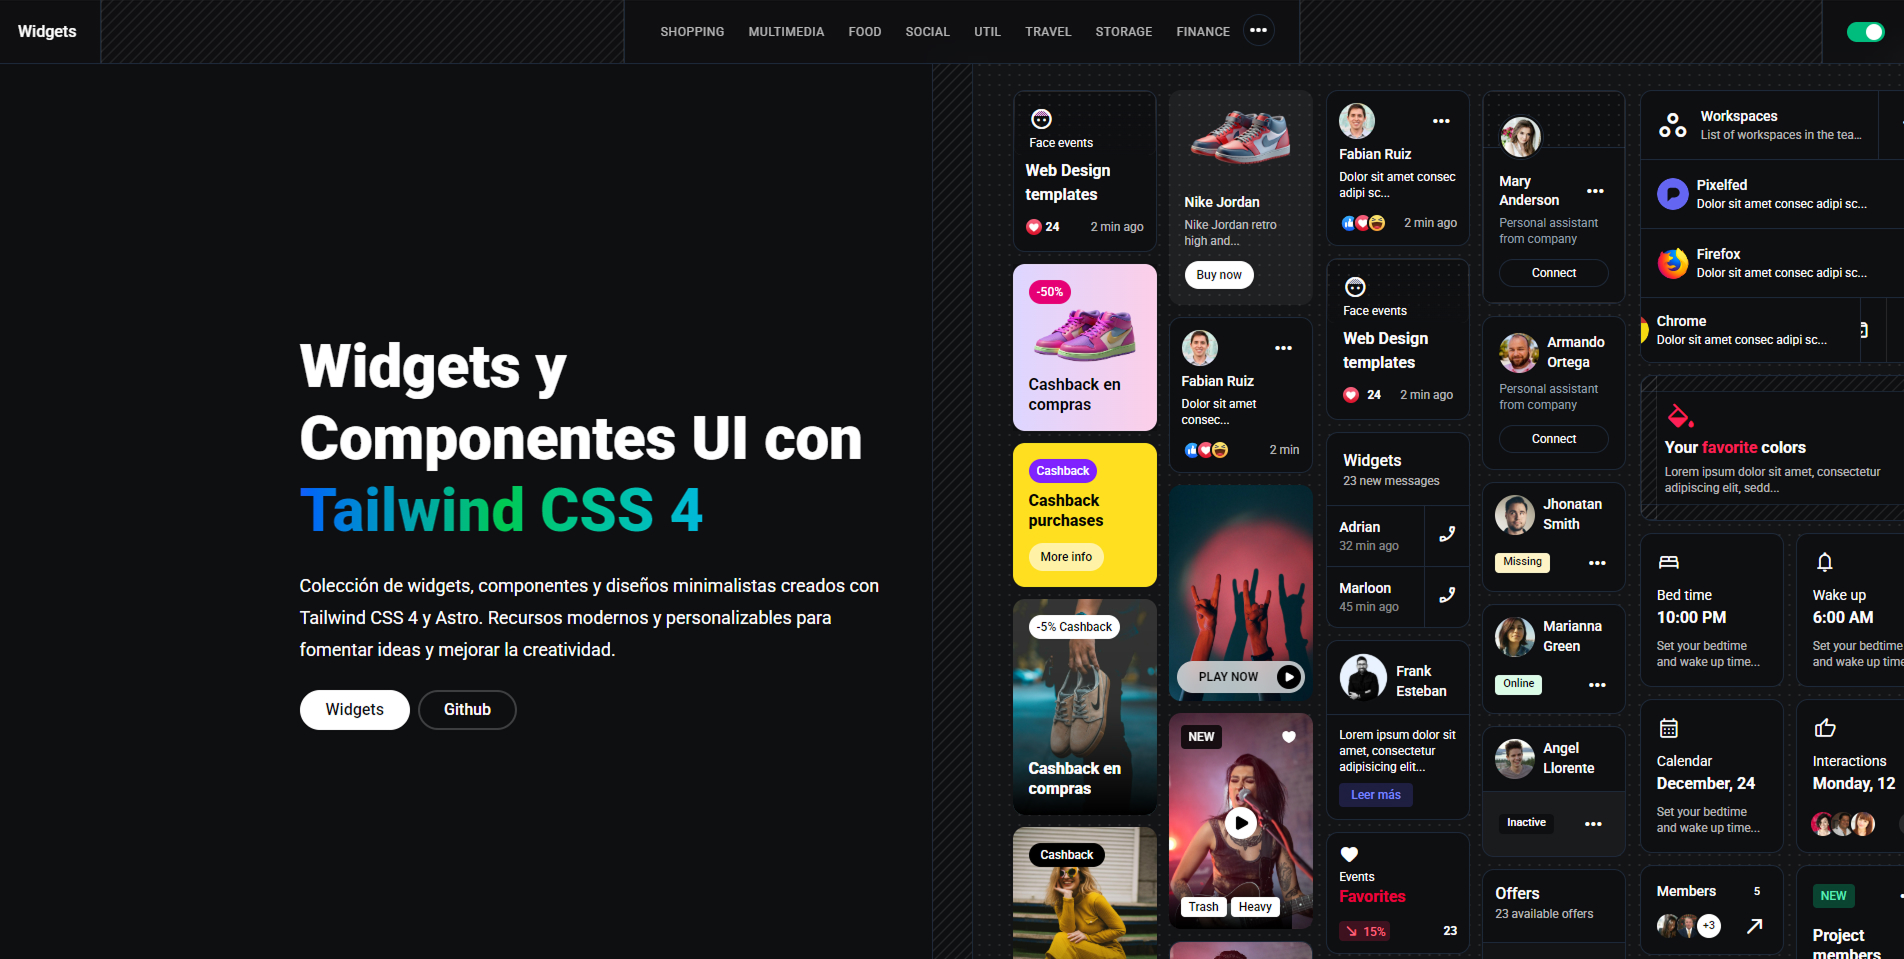 Widgets
SHOPPING
MULTIMEDIA
FOOD
SOCIAL
UTIL
TRAVEL
STORAGE
FINANCE
Widgets y
Componentes UI con
Tailwind CSS 4
Colección de widgets, componentes y diseños minimalistas creados con
Tailwind CSS 4 y Astro. Recursos modernos y personalizables para
fomentar ideas y mejorar la creatividad.
Widgets
Github
Face events
Web Design
templates
24
2 min ago
-50%
Cashback en
compras
Cashback
Cashback
purchases
More info
-5% Cashback
Cashback en
compras
Cashback
Nike Jordan
Nike Jordan retro
high and...
Buy now
Fabian Ruiz
Dolor sit amet
consec...
2 min
PLAY NOW
NEW
Trash
Heavy
Fabian Ruiz
Dolor sit amet consec
adipi sc...
2 min ago
Face events
Web Design
templates
24
2 min ago
Widgets
23 new messages
Adrian
32 min ago
Marloon
45 min ago
Frank
Esteban
Lorem ipsum dolor sit
amet, consectetur
adipisicing elit...
Leer más
Events
Favorites
15%
23
Mary
Anderson
Personal assistant
from company
Connect
Armando
Ortega
Personal assistant
from company
Connect
Jhonatan
Smith
Missing
Marianna
Green
Online
Angel
Llorente
Inactive
Offers
23 available offers
Workspaces
List of workspaces in the tea...
Pixelfed
Dolor sit amet consec adipi sc...
Firefox
Dolor sit amet consec adipi sc...
Chrome
Dolor sit amet consec adipi sc...
Your favorite colors
Lorem ipsum dolor sit amet, consectetur
adipiscing elit, sedd...
Bed time
10:00 PM
Set your bedtime
and wake up time...
Calendar
December, 24
Set your bedtime
and wake up time...
Members
5
+3
Wake up
6:00 AM
Set your bedtime
and wake up time
Interactions
Monday, 12
NEW
Project
members